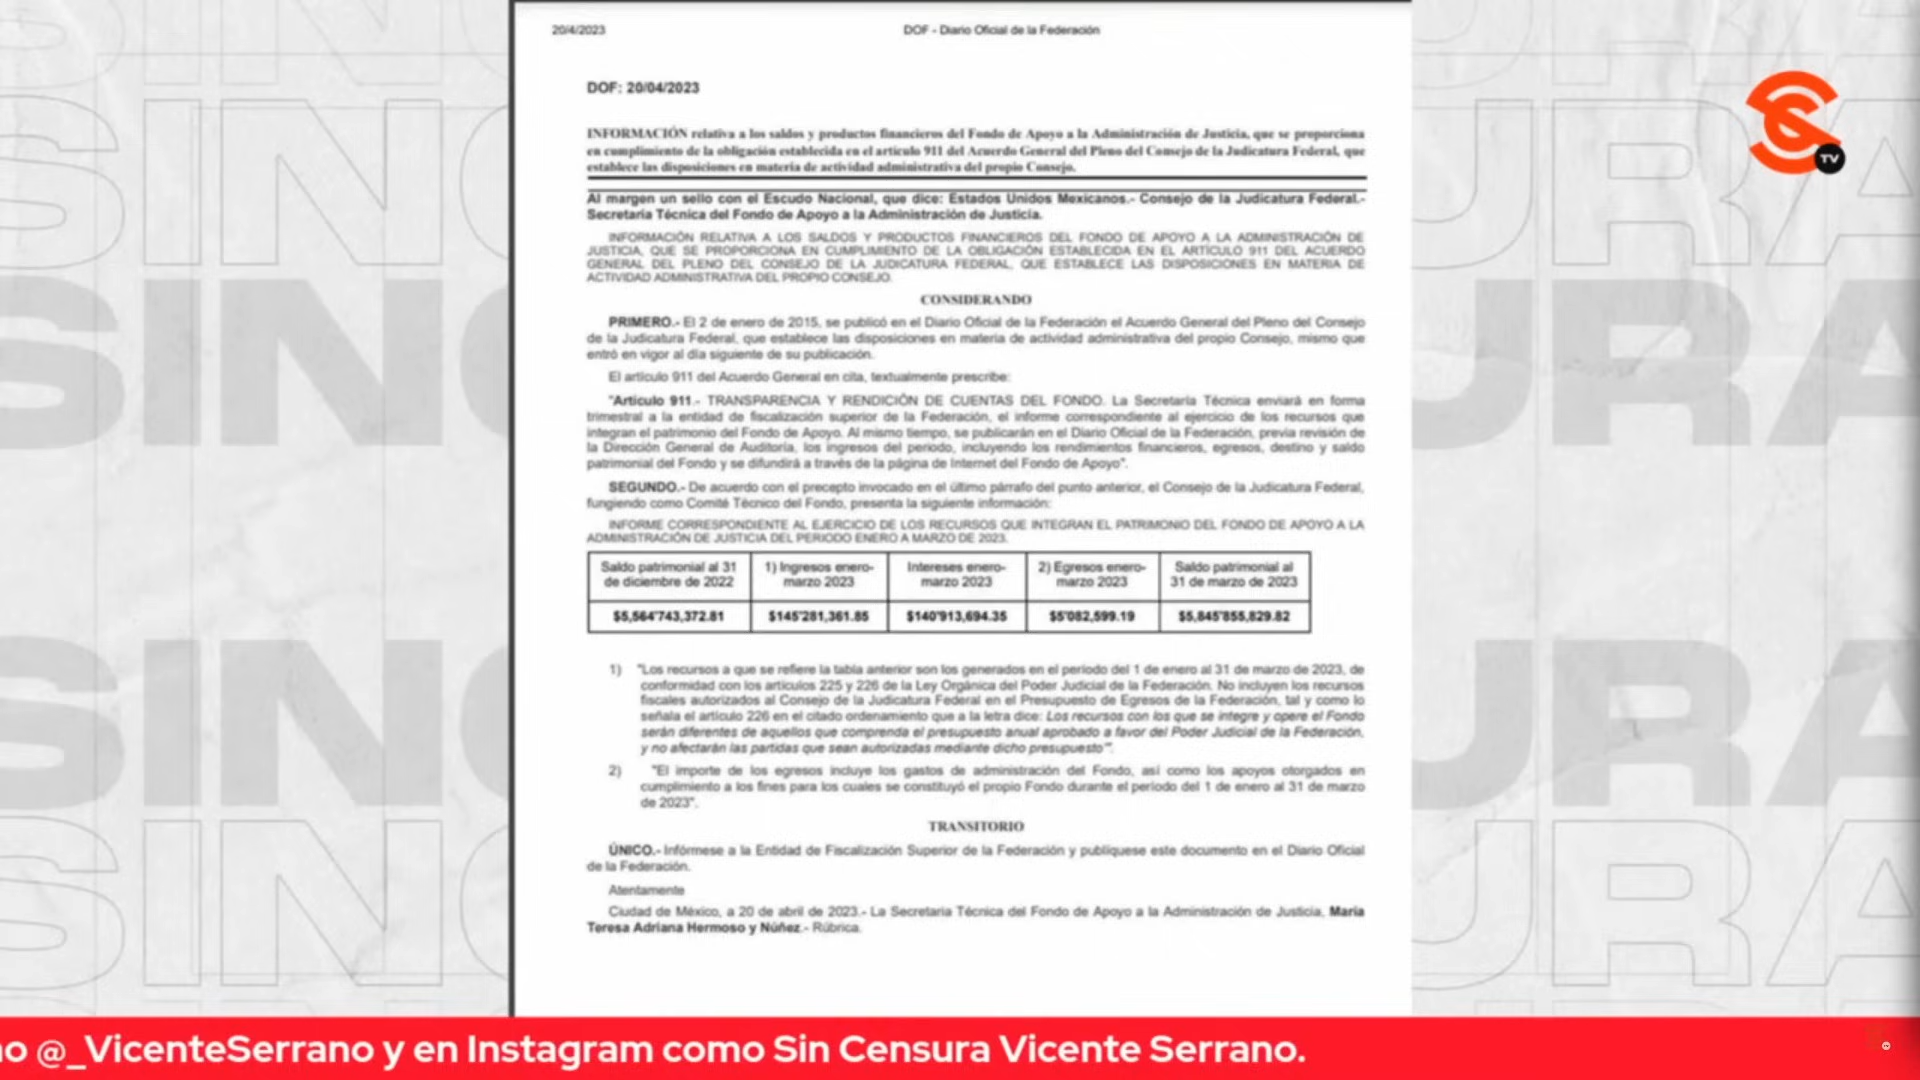 20/4/2023
DOF - Diario Oficial de la Federación
DOF: 20/04/2023
INFORMACIÓN relativa a los saldos y productos financieros del Fondo de Apoyo a la Administración de Justicia, que se proporciona
en cumplimiento de la obligación establecida en el artículo 911 del Acuerdo General del Pleno del Consejo de la Judicatura Federal, que
establece las disposiciones en materia de actividad administrativa del propio Consejo.
Al margen un sello con el Escudo Nacional, que dice: Estados Unidos Mexicanos.- Consejo de la Judicatura Federal.-
Secretaría Técnica del Fondo de Apoyo a la Administración de Justicia.
INFORMACIÓN RELATIVA A LOS SALDOS Y PRODUCTOS FINANCIEROS DEL FONDO DE APOYO A LA ADMINISTRACIÓN DE
JUSTICIA, QUE SE PROPORCIONA EN CUMPLIMIENTO DE LA OBLIGACIÓN ESTABLECIDA EN EL ARTÍCULO 911 DEL ACUERDO
GENERAL DEL PLENO DEL CONSEJO DE LA JUDICATURA FEDERAL, QUE ESTABLECE LAS DISPOSICIONES EN MATERIA DE
ACTIVIDAD ADMINISTRATIVA DEL PROPIO CONSEJO.
CONSIDERANDO
PRIMERO.- El 2 de enero de 2015, se publicó en el Diario Oficial de la Federación el Acuerdo General del Pleno del Consejo
de la Judicatura Federal, que establece las disposiciones en materia de actividad administrativa del propio Consejo, mismo que
entró en vigor al día siguiente de su publicación.
El artículo 911 del Acuerdo General en cita, textualmente prescribe:
"Artículo 911.- TRANSPARENCIA Y RENDICIÓN DE CUENTAS DEL FONDO. La Secretaría Técnica enviará en forma
trimestral a la entidad de fiscalización superior de la Federación, el informe correspondiente al ejercicio de los recursos que
integran el patrimonio del Fondo de Apoyo. Al mismo tiempo, se publicarán en el Diario Oficial de la Federación, previa revisión de
la Dirección General de Auditoría, los ingresos del periodo, incluyendo los rendimientos financieros, egresos, destino y saldo
patrimonial del Fondo y se difundirá a través de la página de Internet del Fondo de Apoyo".
SEGUNDO.- De acuerdo con el precepto invocado en el último párrafo del punto anterior, el Consejo de la Judicatura Federal,
fungiendo como Comité Técnico del Fondo, presenta la siguiente información:
INFORME CORRESPONDIENTE AL EJERCICIO DE LOS RECURSOS QUE INTEGRAN EL PATRIMONIO DEL FONDO DE APOYO A LA
ADMINISTRACIÓN DE JUSTICIA DEL PERIODO ENERO A MARZO DE 2023.
Saldo patrimonial al 31 de diciembre de 2022
1) Ingresos enero-marzo 2023
Intereses enero-marzo 2023
2) Egresos enero-marzo 2023
Saldo patrimonial al 31 de marzo de 2023
$5,564'743,372.81
$145'281,361.85
$140'913,694.35
$5'082,599.19
$5,845'855,829.82
1) "Los recursos a que se refiere la tabla anterior son los generados en el periodo del 1 de enero al 31 de marzo de 2023, de
conformidad con los artículos 225 y 226 de la Ley Orgánica del Poder Judicial de la Federación. No incluyen los recursos
fiscales autorizados al Consejo de la Judicatura Federal en el Presupuesto de Egresos de la Federación, tal y como lo
señala el artículo 226 en el citado ordenamiento que a la letra dice: Los recursos con los que se integre y opere el Fondo
serán diferentes de aquellos que comprenda el presupuesto anual aprobado a favor del Poder Judicial de la Federación,
y no afectarán las partidas que sean autorizadas mediante dicho presupuesto'".
2) "El importe de los egresos incluye los gastos de administración del Fondo, así como los apoyos otorgados en
cumplimiento a los fines para los cuales se constituyó el propio Fondo durante el periodo del 1 de enero al 31 de marzo
de 2023".
TRANSITORIO
ÚNICO.- Infórmese a la Entidad de Fiscalización Superior de la Federación y publíquese este documento en el Diario Oficial
de la Federación.
Atentamente
Ciudad de México, a 20 de abril de 2023.- La Secretaria Técnica del Fondo de Apoyo a la Administración de Justicia, María
Teresa Adriana Hermoso y Núñez.- Rúbrica.
TV
SINC
URA
SINC
URA
SINC
URA
SINC
URA
no @_VicenteSerrano y en Instagram como Sin Censura Vicente Serrano.